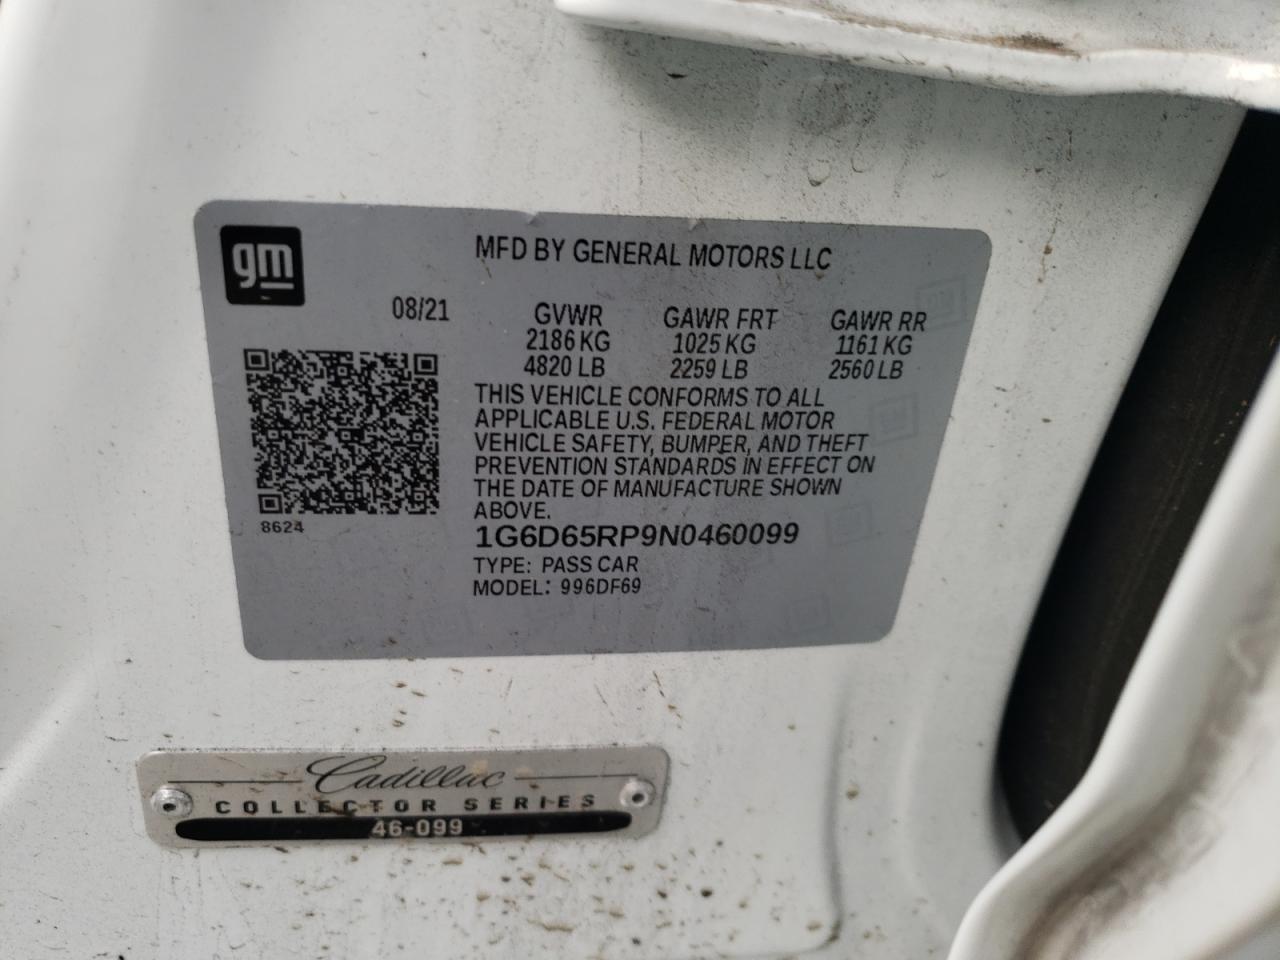 gm
MFD BY GENERAL MOTORS LLC
08/21
GVWR GAWR FRT GAWR RR
2186 KG 1025 KG 1161 KG
4820 LB 2259 LB 2560 LB
THIS VEHICLE CONFORMS TO ALL
APPLICABLE U.S. FEDERAL MOTOR
VEHICLE SAFETY, BUMPER, AND THEFT
PREVENTION STANDARDS IN EFFECT ON
THE DATE OF MANUFACTURE SHOWN
ABOVE.
8624
1G6D65RP9N0460099
TYPE: PASS CAR
MODEL: 996DF69
Cadillac
COLLECTOR SERIES
46-099